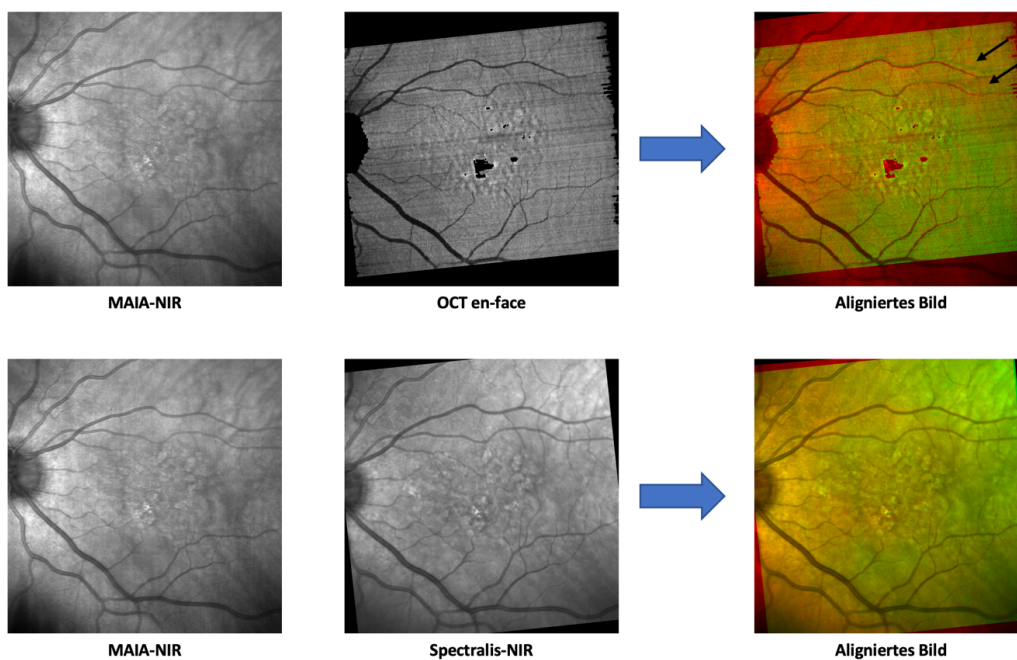 MAIA-NIR
OCT en-face
Aligniertes Bild
MAIA-NIR
Spectralis-NIR
Aligniertes Bild